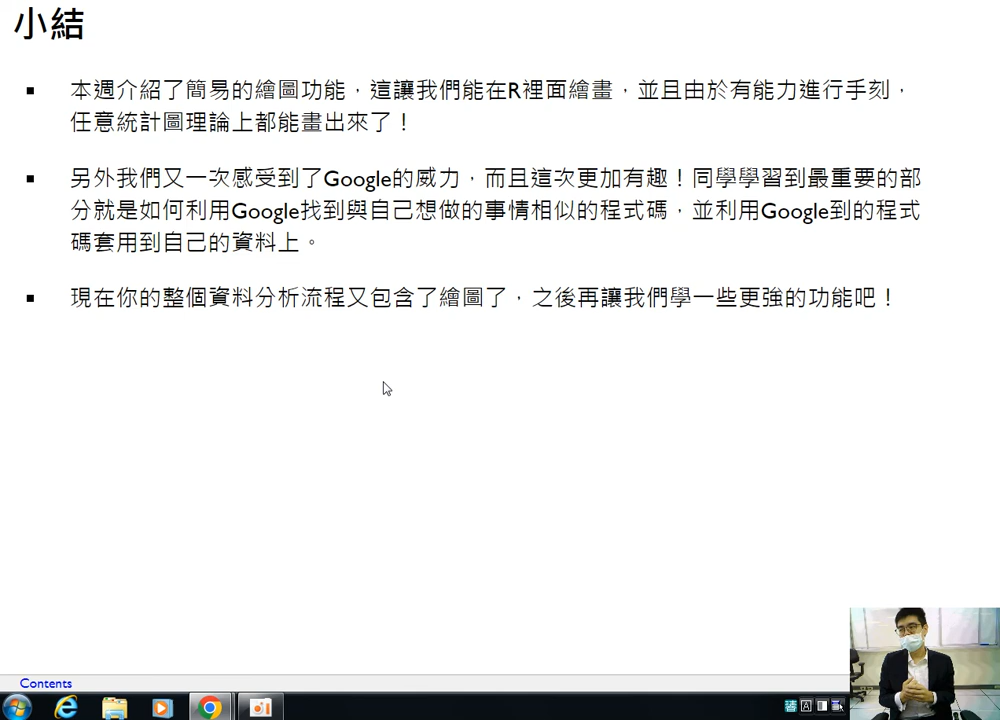 小結
本週介紹了簡易的繪圖功能，這讓我們能在R裡面繪畫，並且由於有能力進行手刻，
任意統計圖理論上都能畫出來了！
另外我們又一次感受到了Google的威力，而且這次更加有趣！同學學習到最重要的部
分就是如何利用Google找到與自己想做的事情相似的程式碼，並利用Google到的程式
碼套用到自己的資料上。
現在你的整個資料分析流程又包含了繪圖了，之後再讓我們學一些更強的功能吧！
Contents